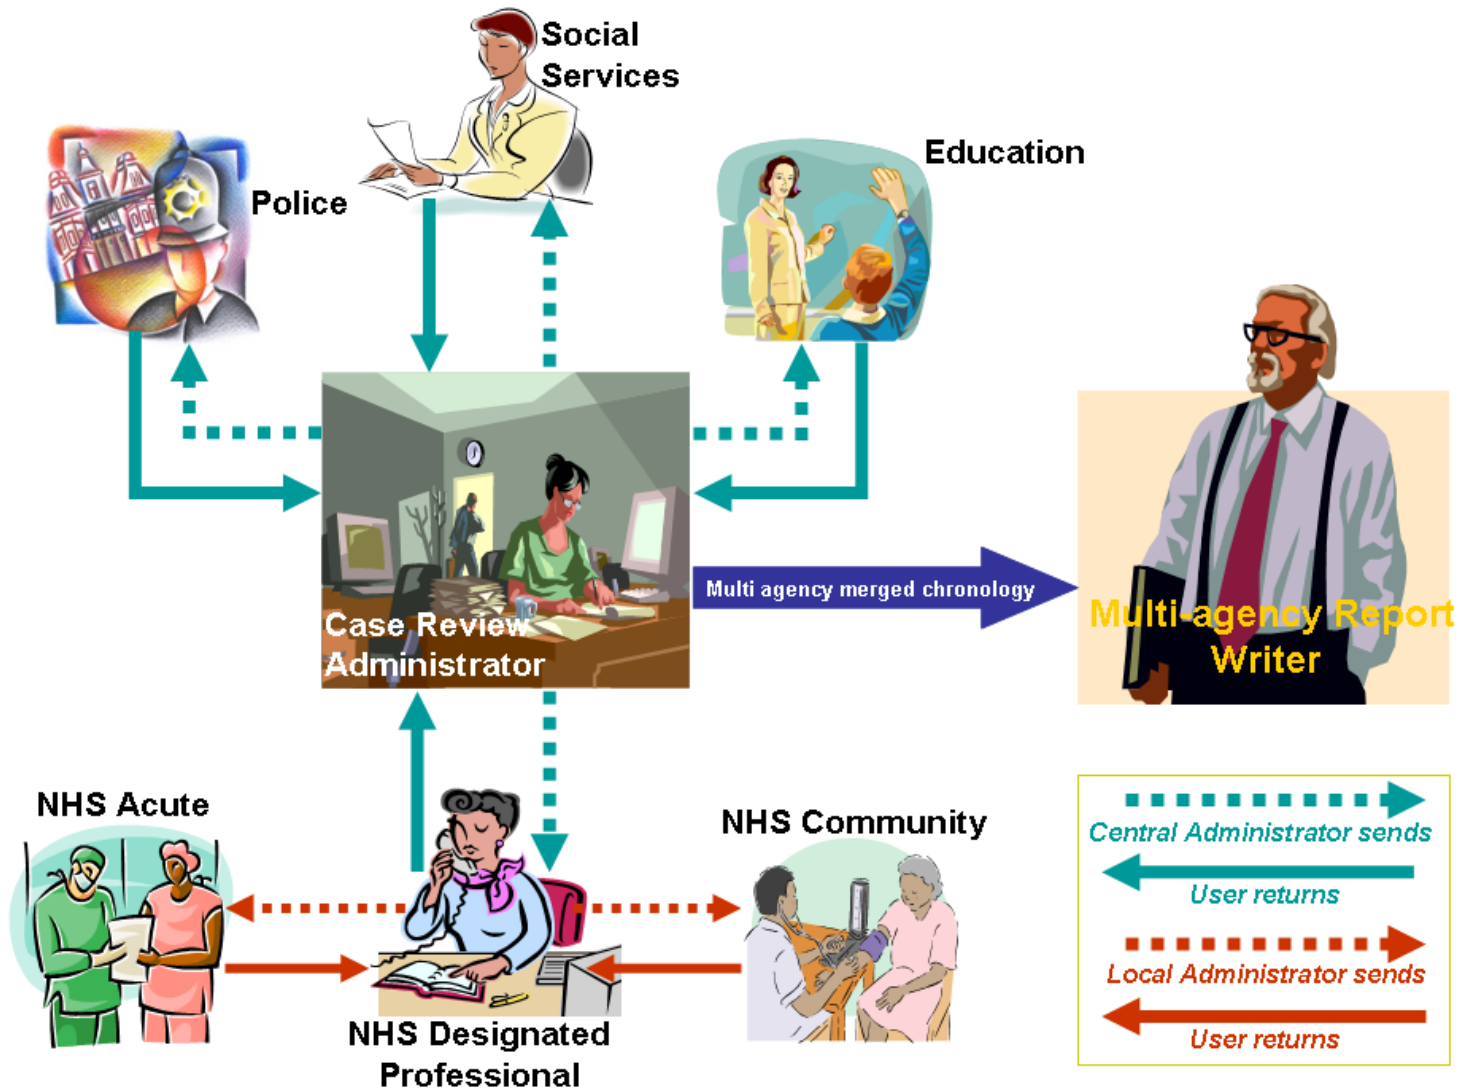 Social
Services
Education
Police
Multi agency merged chronology
Case Review
Administrator
Multi-agency Report
Writer
NHS Acute
NHS Community
NHS Designated
Professional
Central Administrator sends
User returns
Local Administrator sends
User returns